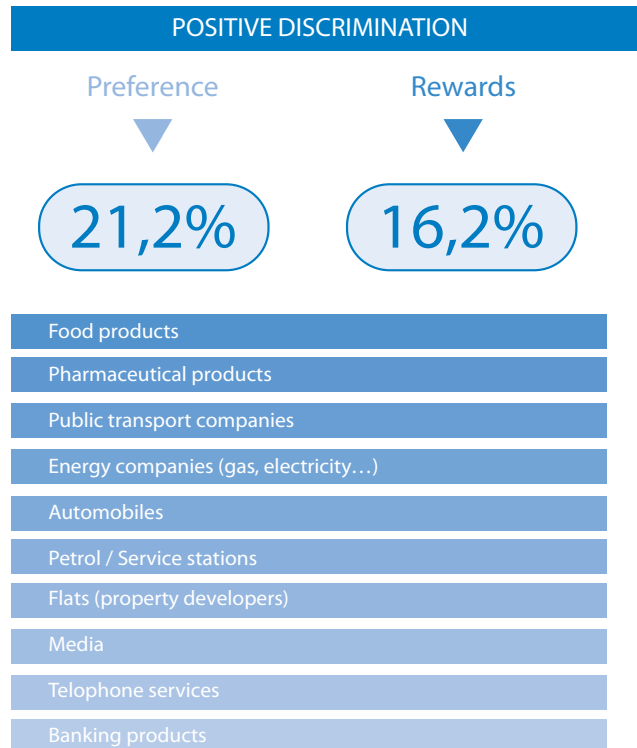 POSITIVE DISCRIMINATION
Preference
Rewards
21,2%
16,2%
Food products
Pharmaceutical products
Public transport companies
Energy companies (gas, electricity…)
Automobiles
Petrol / Service stations
Flats (property developers)
Media
Telophone services
Banking products